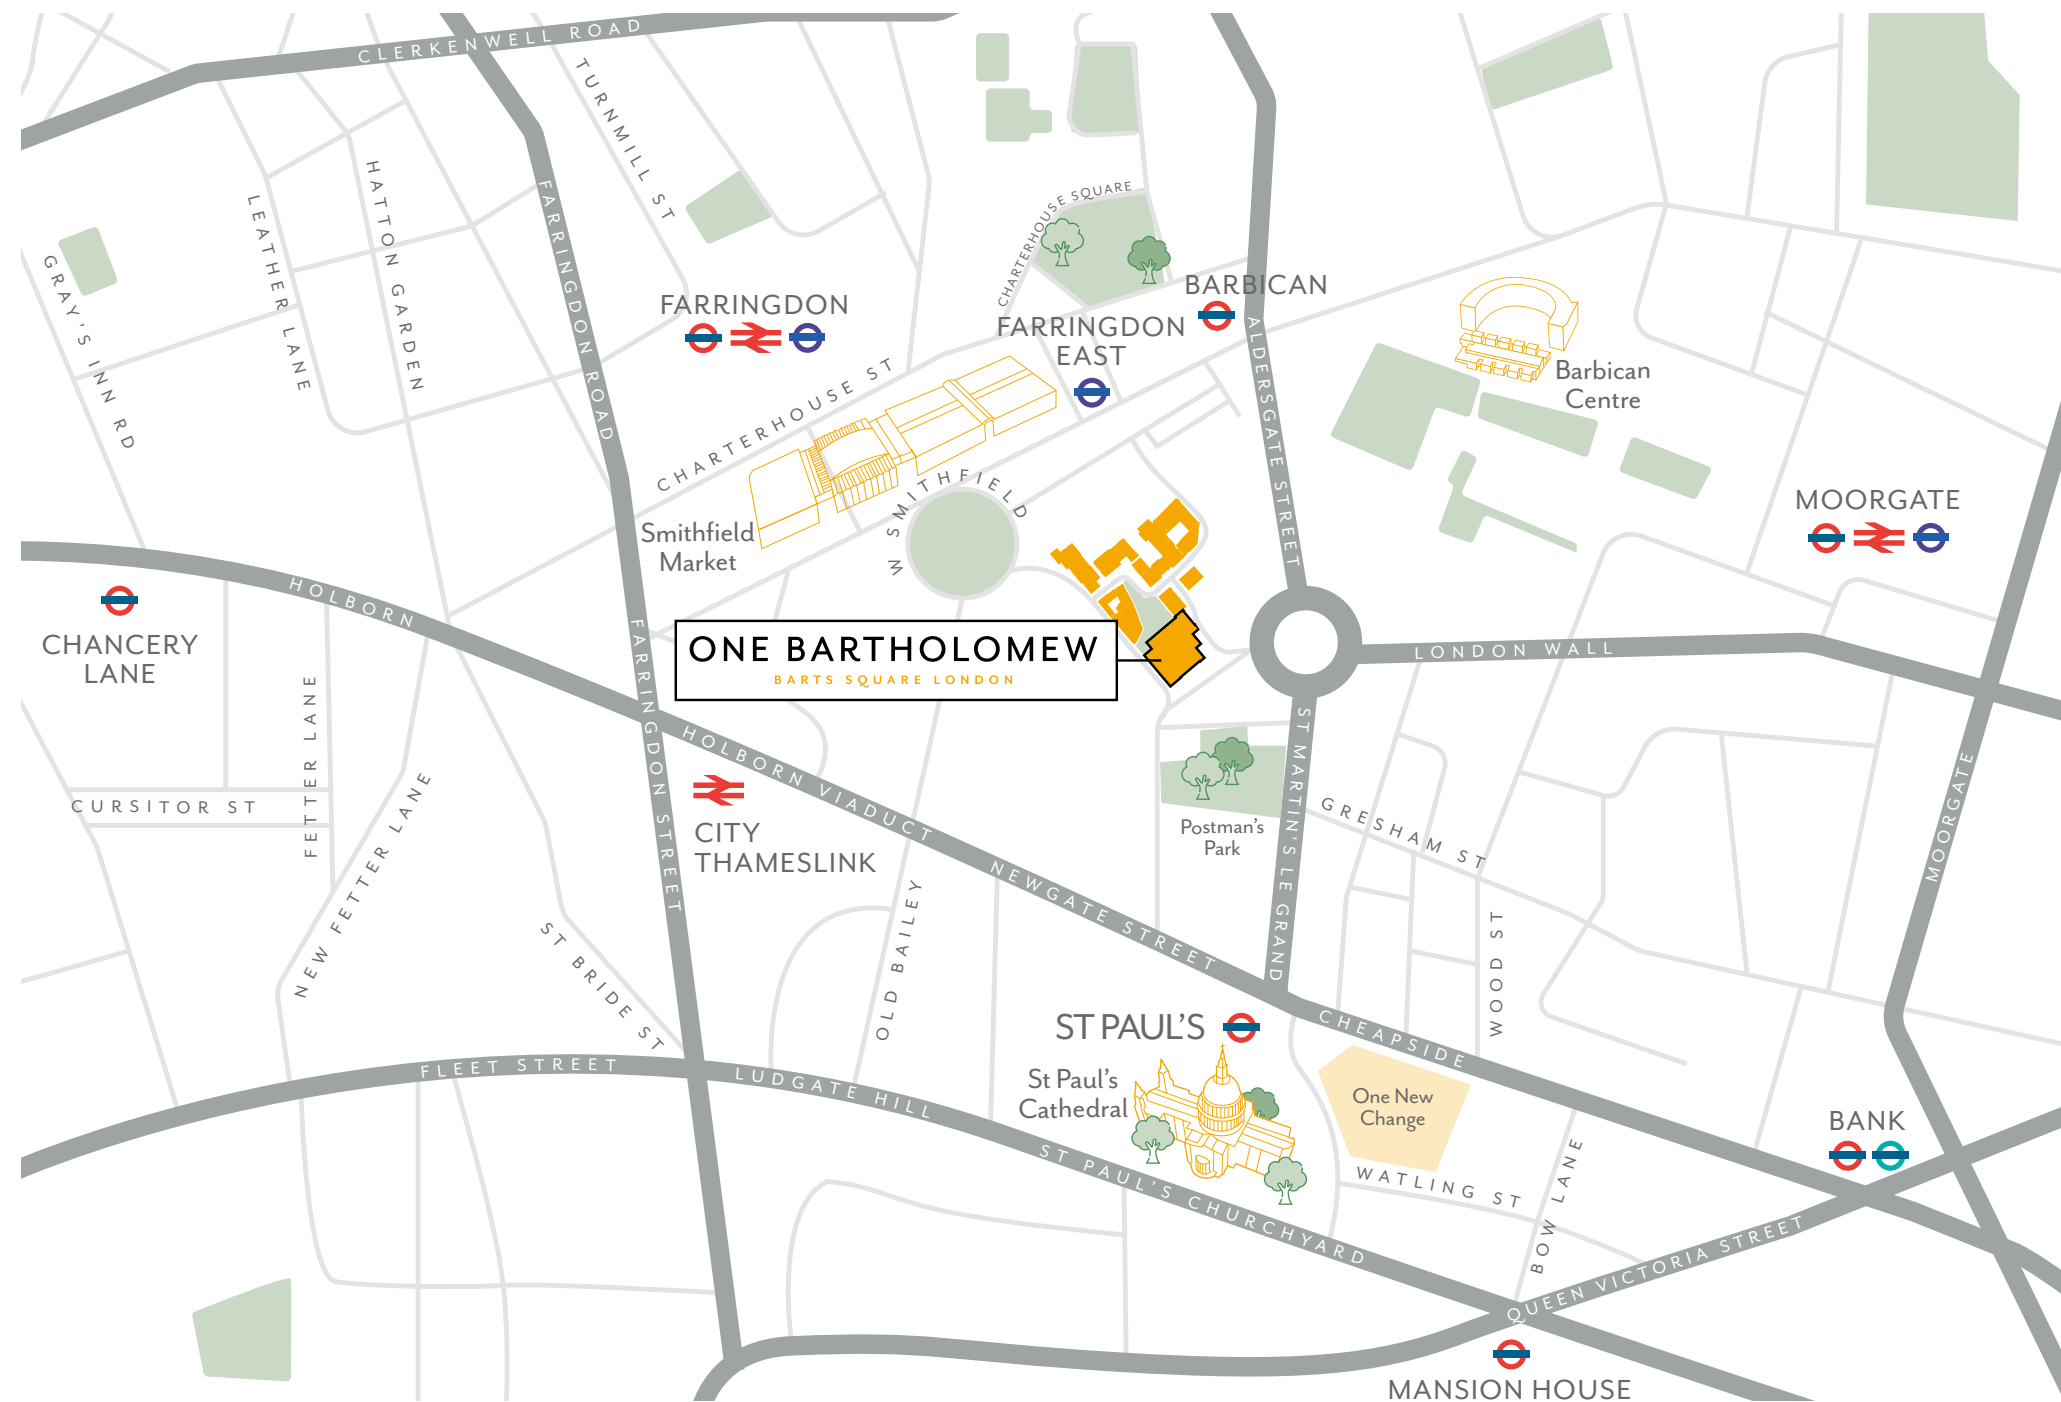 CLERKENWELL ROAD
TURNMILL ST
HATTON GARDEN
LEATHER LANE
GRAY'S INN RD
FARRINGDON ROAD
CHARTERHOUSE SQUARE
CHARTERHOUSE SQUARE
BARBICAN
FARRINGDON
FARRINGDON
EAST
CHARTERHOUSE ST
ALDERSGATE STREET
Barbican
Centre
MOORGATE
W SMITHFIELD
Smithfield
Market
HOLBORN
CHANCERY
LANE
ONE BARTHOLOMEW
BARTS SQUARE LONDON
LONDON WALL
FARRINGDON STREET
FETTER LANE
CURSITOR ST
NEW FETTER LANE
HOLBORN VIADUCT
CITY
THAMESLINK
ST MARTIN'S LE GRAND
Postman's
Park
GRESHAM ST
MOORGATE
NEWGATE STREET
OLD BAILEY
ST BRIDE ST
WOOD ST
ST PAUL'S
CHEAPSIDE
FLEET STREET
LUDGATE HILL
St Paul's
Cathedral
One New
Change
BANK
ST PAUL'S CHURCHYARD
WATLING ST
BOW LANE
QUEEN VICTORIA STREET
MANSION HOUSE